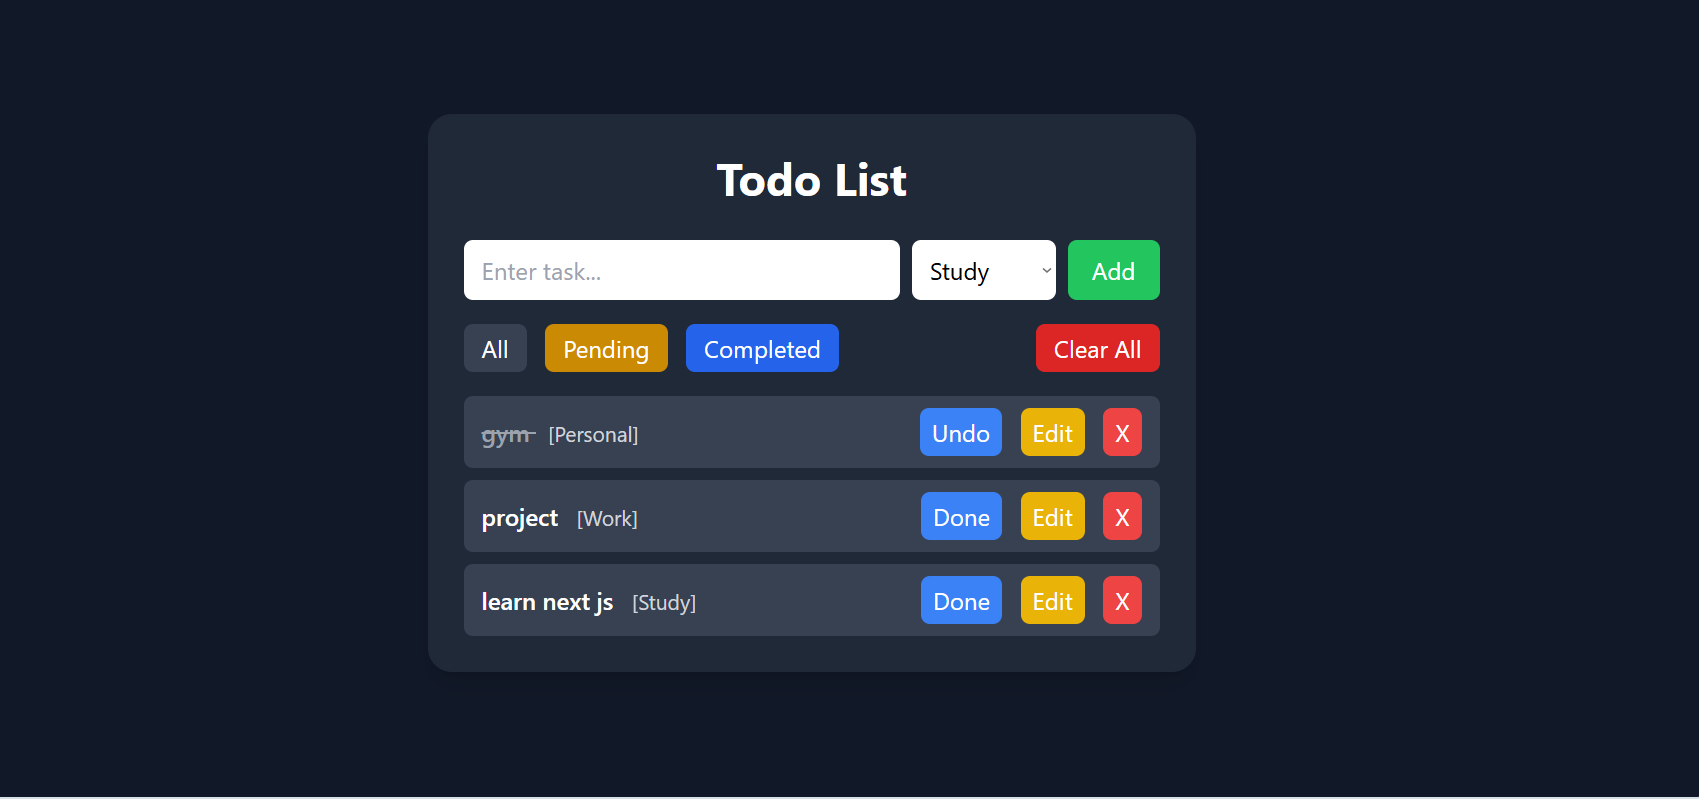 Todo List
Enter task... Study Add
All Pending Completed Clear All
gym [Personal] Undo Edit X
project [Work] Done Edit X
learn next js [Study] Done Edit X